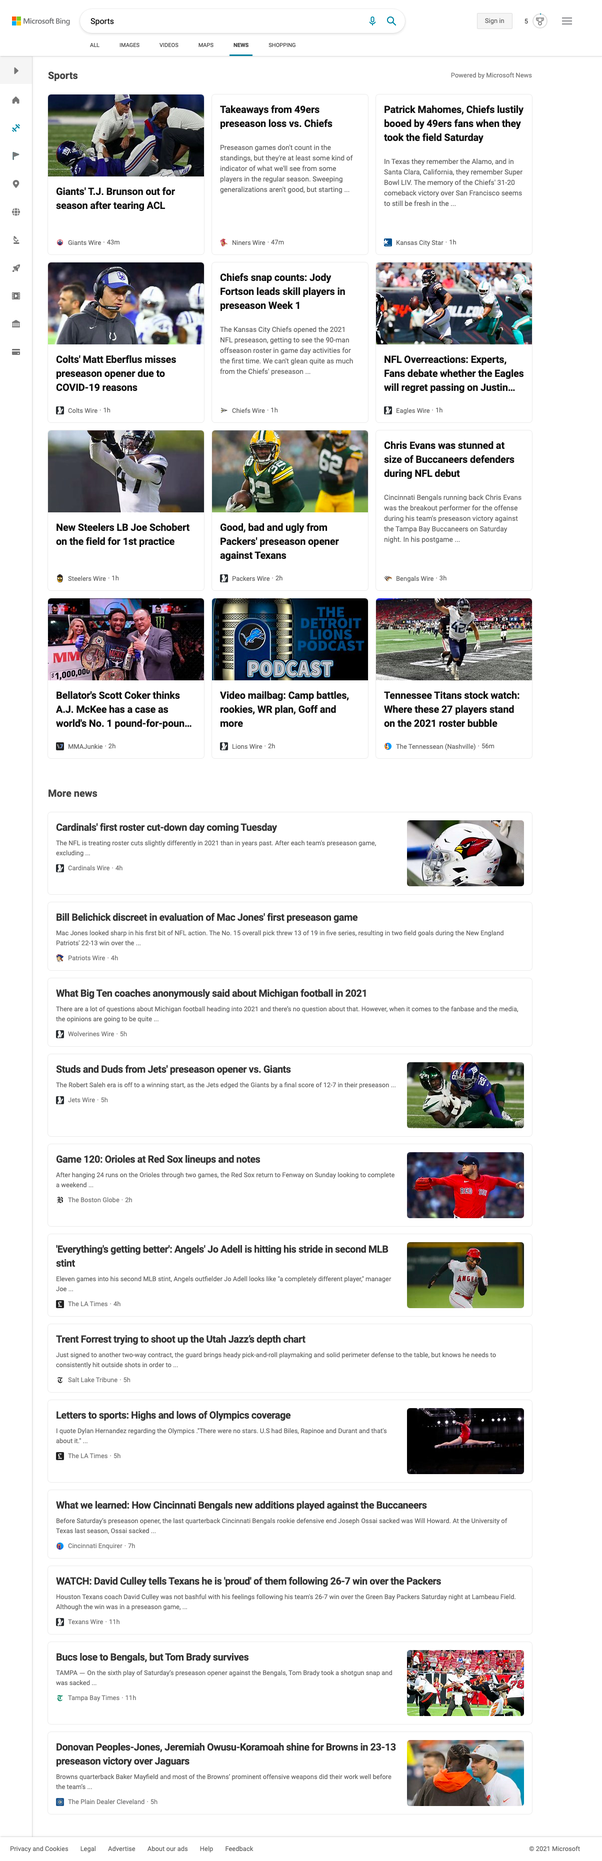 Microsoft Bing
Sports
Sign in
5
ALL IMAGES VIDEOS MAPS NEWS SHOPPING
Sports
Powered by Microsoft News
Giants' T.J. Brunson out for
season after tearing ACL
Giants Wire · 43m
Takeaways from 49ers
preseason loss vs. Chiefs
Preseason games don't count in the
standings, but they're at least some kind of
indicator of what we'll see from some
players in the regular season. Sweeping
generalizations aren't good, but starting ...
Niners Wire · 47m
Patrick Mahomes, Chiefs lustily
booed by 49ers fans when they
took the field Saturday
In Texas they remember the Alamo, and in
Santa Clara, California, they remember Super
Bowl LIV. The memory of the Chiefs' 31-20
comeback victory over San Francisco seems
to still be fresh in the ...
Kansas City Star · 1h
Colts' Matt Eberflus misses
preseason opener due to
COVID-19 reasons
Colts Wire · 1h
Chiefs snap counts: Jody
Fortson leads skill players in
preseason Week 1
The Kansas City Chiefs opened the 2021
NFL preseason, getting to see the 90-man
offseason roster in game day activities for
the first time. We can't glean quite as much
from the Chiefs' preseason ...
Chiefs Wire · 1h
NFL Overreactions: Experts,
Fans debate whether the Eagles
will regret passing on Justin...
Eagles Wire · 1h
New Steelers LB Joe Schobert
on the field for 1st practice
Steelers Wire · 1h
Good, bad and ugly from
Packers' preseason opener
against Texans
Packers Wire · 2h
Chris Evans was stunned at
size of Buccaneers defenders
during NFL debut
Cincinnati Bengals running back Chris Evans
was the breakout performer for the offense
during his team's preseason victory against
the Tampa Bay Buccaneers on Saturday
night. In his postgame ...
Bengals Wire · 3h
$1,000,000
Bellator's Scott Coker thinks
A.J. McKee has a case as
world's No. 1 pound-for-poun...
MMAJunkie · 2h
THE
DETROIT
LIONS
PODCAST
PODCAST
Video mailbag: Camp battles,
rookies, WR plan, Goff and
more
Lions Wire · 2h
42
Tennessee Titans stock watch:
Where these 27 players stand
on the 2021 roster bubble
The Tennessean (Nashville) · 56m
More news
Cardinals' first roster cut-down day coming Tuesday
The NFL is treating roster cuts slightly differently in 2021 than in years past. After each team's preseason game,
excluding ...
Cardinals Wire · 4h
Bill Belichick discreet in evaluation of Mac Jones' first preseason game
Mac Jones looked sharp in his first bit of NFL action. The No. 15 overall pick threw 13 of 19 in five series, resulting in two field goals during the New England
Patriots' 22-13 win over the ...
Patriots Wire · 4h
What Big Ten coaches anonymously said about Michigan football in 2021
There are a lot of questions about Michigan football heading into 2021 and there's no question about that. However, when it comes to the fanbase and the media,
the opinions are going to be quite ...
Wolverines Wire · 5h
Studs and Duds from Jets' preseason opener vs. Giants
The Robert Saleh era is off to a winning start, as the Jets edged the Giants by a final score of 12-7 in their preseason ...
Jets Wire · 5h
Game 120: Orioles at Red Sox lineups and notes
After hanging 24 runs on the Orioles through two games, the Red Sox return to Fenway on Sunday looking to complete
a weekend ...
The Boston Globe · 2h
'Everything's getting better': Angels' Jo Adell is hitting his stride in second MLB
stint
Eleven games into his second MLB stint, Angels outfielder Jo Adell looks like "a completely different player," manager
Joe ...
The LA Times · 4h
Trent Forrest trying to shoot up the Utah Jazz's depth chart
Just signed to another two-way contract, the guard brings heady pick-and-roll playmaking and solid perimeter defense to the table, but knows he needs to
consistently hit outside shots in order to ...
Salt Lake Tribune · 5h
Letters to sports: Highs and lows of Olympics coverage
I quote Dylan Hernandez regarding the Olympics ."There were no stars. U.S had Biles, Rapinoe and Durant and that's
about it." ...
The LA Times · 5h
What we learned: How Cincinnati Bengals new additions played against the Buccaneers
Before Saturday's preseason opener, the last quarterback Cincinnati Bengals rookie defensive end Joseph Ossai sacked was Will Howard. At the University of
Texas last season, Ossai sacked ...
Cincinnati Enquirer · 7h
WATCH: David Culley tells Texans he is 'proud' of them following 26-7 win over the Packers
Houston Texans coach David Culley was not bashful with his feelings following his team's 26-7 win over the Green Bay Packers Saturday night at Lambeau Field.
Although the win was in a preseason game, ...
Texans Wire · 11h
Bucs lose to Bengals, but Tom Brady survives
TAMPA — On the sixth play of Saturday's preseason opener against the Bengals, Tom Brady took a shotgun snap and
was sacked ...
Tampa Bay Times · 11h
Donovan Peoples-Jones, Jeremiah Owusu-Koramoah shine for Browns in 23-13
preseason victory over Jaguars
Browns quarterback Baker Mayfield and most of the Browns' prominent offensive weapons did their work well before
the team's ...
The Plain Dealer Cleveland · 5h
Privacy and Cookies Legal Advertise About our ads Help Feedback
© 2021 Microsoft